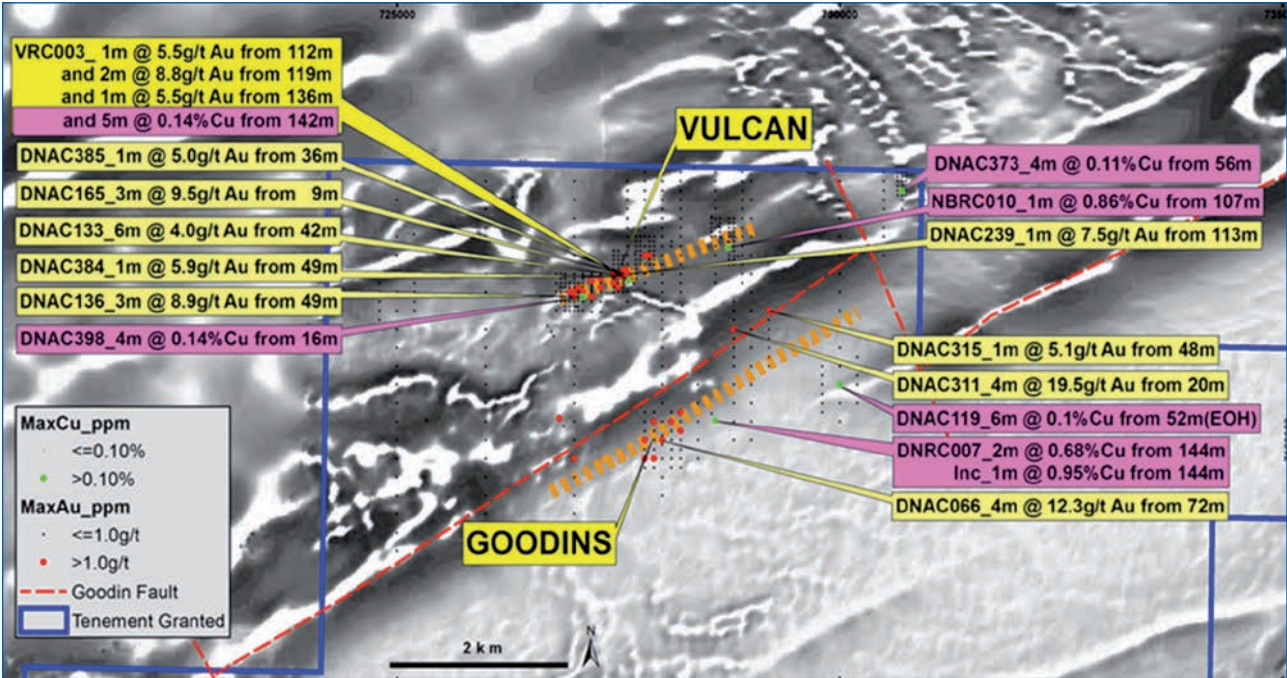 725000
730000
VRC003_ 1m @ 5.5g/t Au from 112m
and 2m @ 8.8g/t Au from 119m
and 1m @ 5.5g/t Au from 136m
and 5m @ 0.14%Cu from 142m
DNAC385_1m @ 5.0g/t Au from 36m
DNAC165_3m @ 9.5g/t Au from 9m
DNAC133_6m @ 4.0g/t Au from 42m
DNAC384_1m @ 5.9g/t Au from 49m
DNAC136_3m @ 8.9g/t Au from 49m
DNAC398_4m @ 0.14%Cu from 16m
VULCAN
DNAC373_4m @ 0.11%Cu from 56m
NBRC010_1m @ 0.86%Cu from 107m
DNAC239_1m @ 7.5g/t Au from 113m
DNAC315_1m @ 5.1g/t Au from 48m
DNAC311_4m @ 19.5g/t Au from 20m
DNAC119_6m @ 0.1%Cu from 52m(EOH)
DNRC007_2m @ 0.68%Cu from 144m
Inc_1m @ 0.95%Cu from 144m
DNAC066_4m @ 12.3g/t Au from 72m
GOODINS
MaxCu_ppm
<=0.10%
>0.10%
MaxAu_ppm
<=1.0g/t
>1.0g/t
Goodin Fault
Tenement Granted
2 km
N